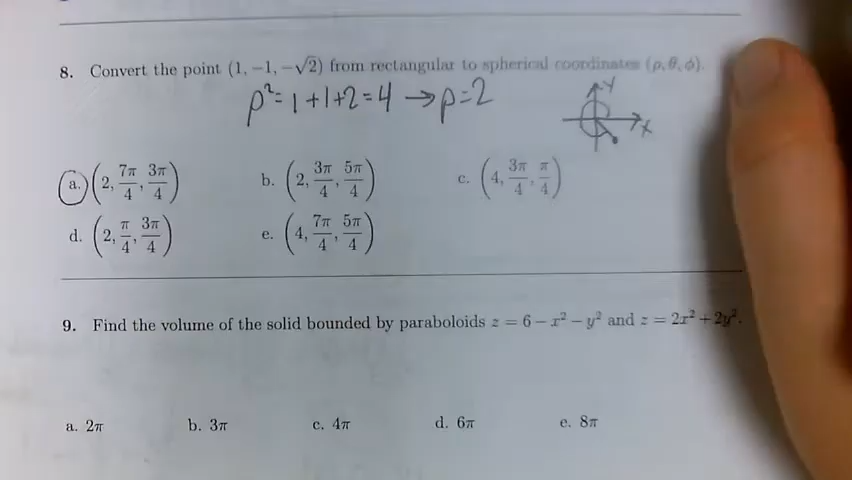 8. Convert the point (1, −1, −√2) from rectangular to spherical coordinates (ρ, θ, ϕ).
ρ²=1+1+2=4 → ρ=2
Y
X
a. (2, 7π/4, 3π/4) b. (2, 3π/4, 5π/4) c. (4, 3π/4, π/4)
d. (2, π/4, 3π/4) e. (4, 7π/4, 5π/4)
9. Find the volume of the solid bounded by paraboloids z = 6 − x² − y² and z = 2x² + 2y².
a. 2π b. 3π c. 4π d. 6π e. 8π